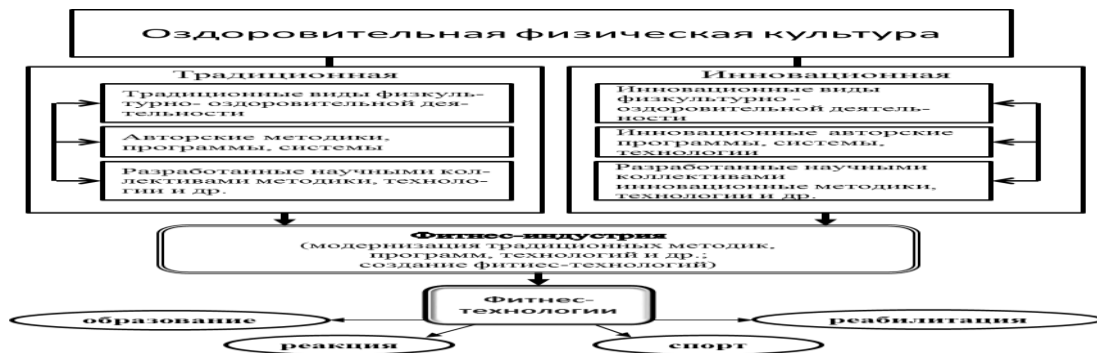 Оздоровительная физическая культура
Традиционная
Традиционные виды физкуль-
турно- оздоровительной дея-
тельности
Авторские методики,
программы, системы
Разработанные научными кол-
лективами методики, техноло-
гии и др.
Инновационная
Инновационные виды
физкультурно -
оздоровительной деятель-
ности
Инновационные авторские
программы, системы,
технологии
Разработанные научными
коллективами
инновационные методики,
технологии и др.
Фитнес-индустрия
(модернизация традиционных методик,
программ, технологий и др.;
создание фитнес-технологий)
Фитнес-
технологии
образование
реабилитация
реакция
спорт